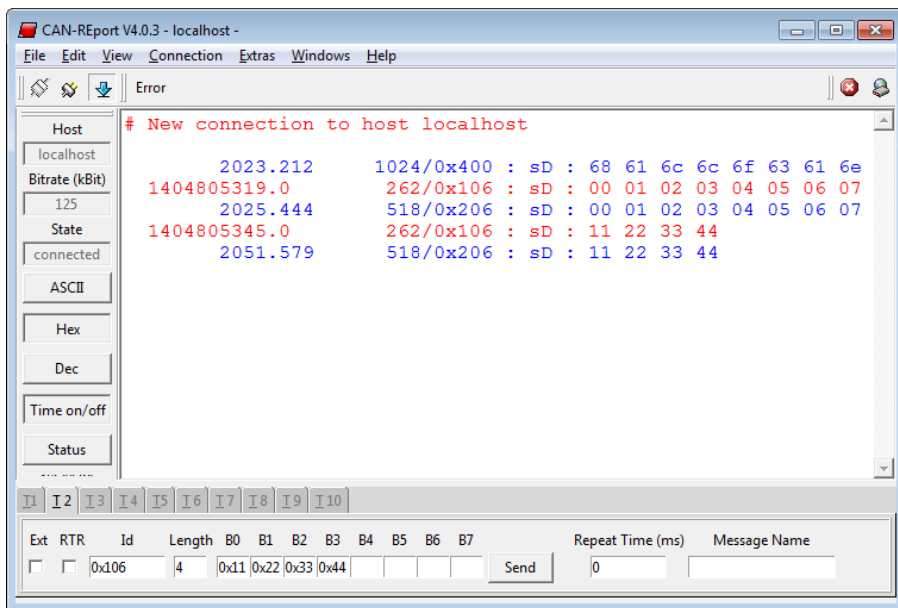 CAN-REport V4.0.3 - localhost -
File Edit View Connection Extras Windows Help
Error
Host
localhost
Bitrate (kBit)
125
State
connected
ASCII
Hex
Dec
Time on/off
Status
# New connection to host localhost
2023.212 1024/0x400 : sD : 68 61 6c 6c 6f 63 61 6e
1404805319.0 262/0x106 : sD : 00 01 02 03 04 05 06 07
2025.444 518/0x206 : sD : 00 01 02 03 04 05 06 07
1404805345.0 262/0x106 : sD : 11 22 33 44
2051.579 518/0x206 : sD : 11 22 33 44
T1 T2 T3 T4 T5 T6 T7 T8 T9 T10
Ext RTR Id Length B0 B1 B2 B3 B4 B5 B6 B7 Repeat Time (ms) Message Name
0x106 4 0x11 0x22 0x33 0x44 Send 0